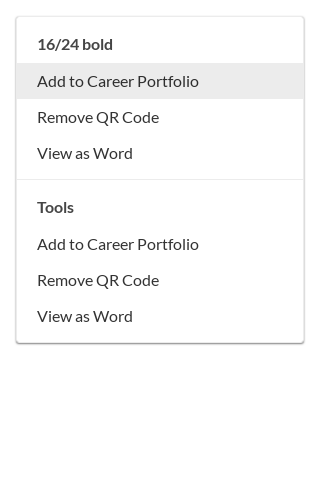 16/24 bold
Add to Career Portfolio
Remove QR Code
View as Word
Tools
Add to Career Portfolio
Remove QR Code
View as Word